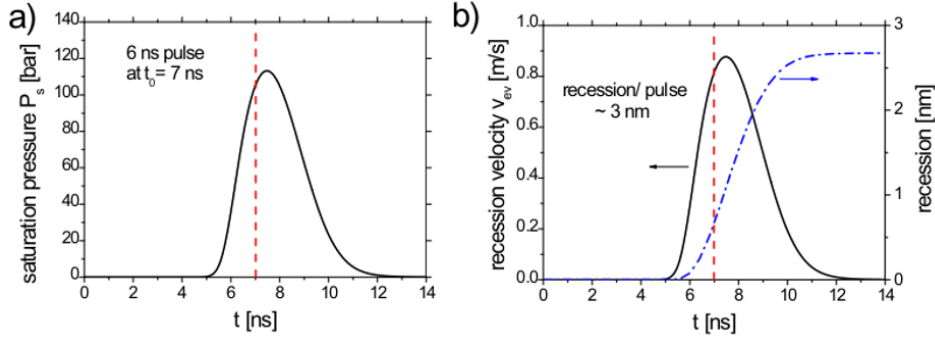 a)
saturation pressure P_s [bar]
140
120
100
80
60
40
20
0
6 ns pulse
at t_0= 7 ns
0 2 4 6 8 10 12 14
t [ns]
b)
recession velocity v_ev [m/s]
1.0
0.8
0.6
0.4
0.2
0.0
recession/ pulse
~ 3 nm
3
2
1
0
recession [nm]
0 2 4 6 8 10 12 14
t [ns]